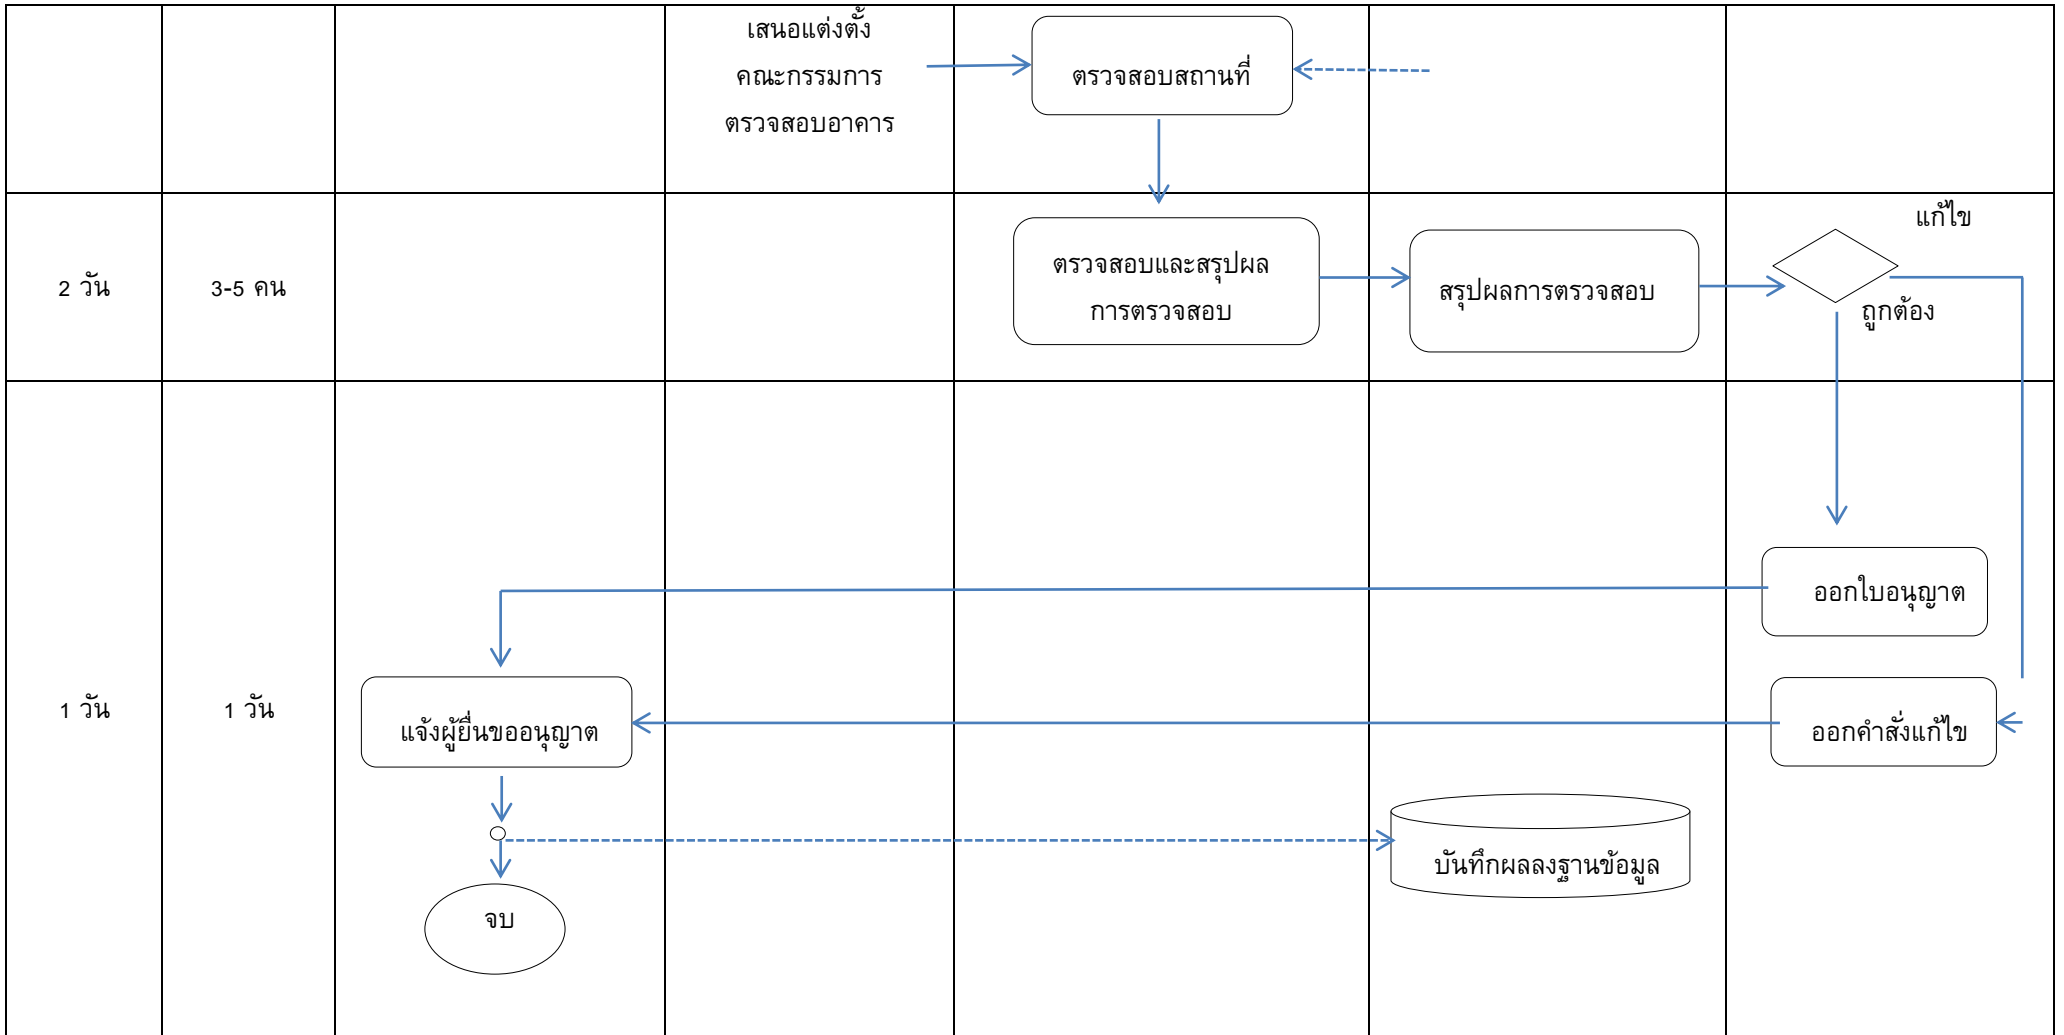 เสนอแต่งตั้ง
คณะกรรมการ
ตรวจสอบอาคาร
ตรวจสอบสถานที่
แก้ไข
2 วัน
3-5 คน
ตรวจสอบและสรุปผล
การตรวจสอบ
สรุปผลการตรวจสอบ
ถูกต้อง
ออกใบอนุญาต
1 วัน
1 วัน
แจ้งผู้ยื่นขออนุญาต
ออกคำสั่งแก้ไข
บันทึกผลลงฐานข้อมูล
จบ